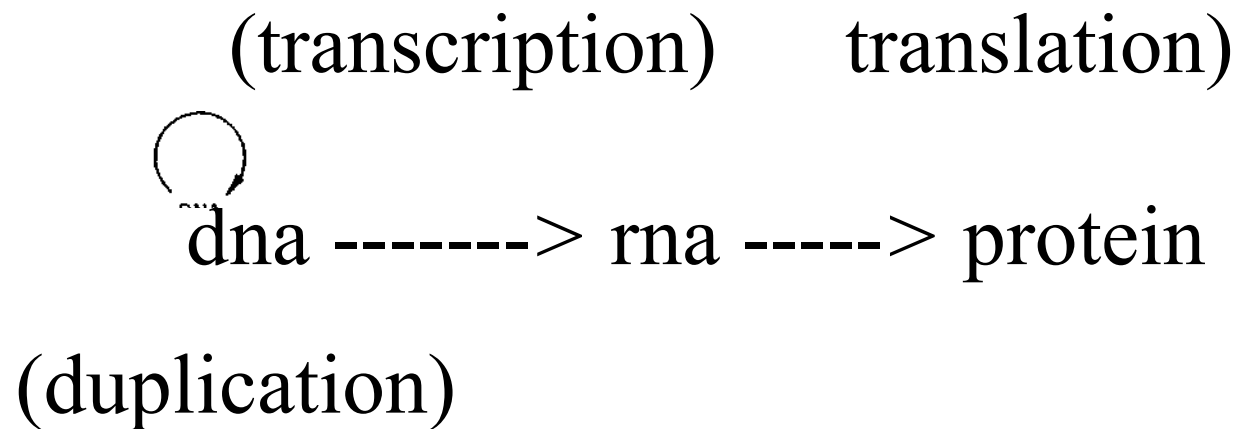 (transcription) translation)
dna -------> rna -----> protein
(duplication)